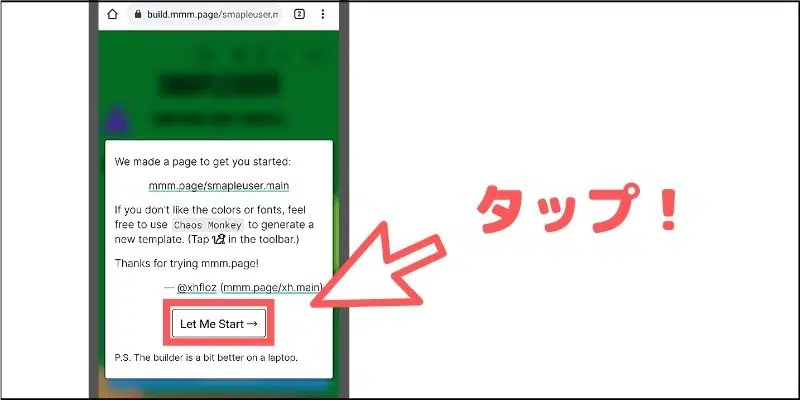 build.mmm.page/smapleuser.m
2
We made a page to get you started:
mmm.page/smapleuser.main
If you don't like the colors or fonts, feel
free to use Chaos Monkey to generate a
new template. (Tap in the toolbar.)
Thanks for trying mmm.page!
— @xhfloz (mmm.page/xh.main)
Let Me Start →
P.S. The builder is a bit better on a laptop.
タップ！